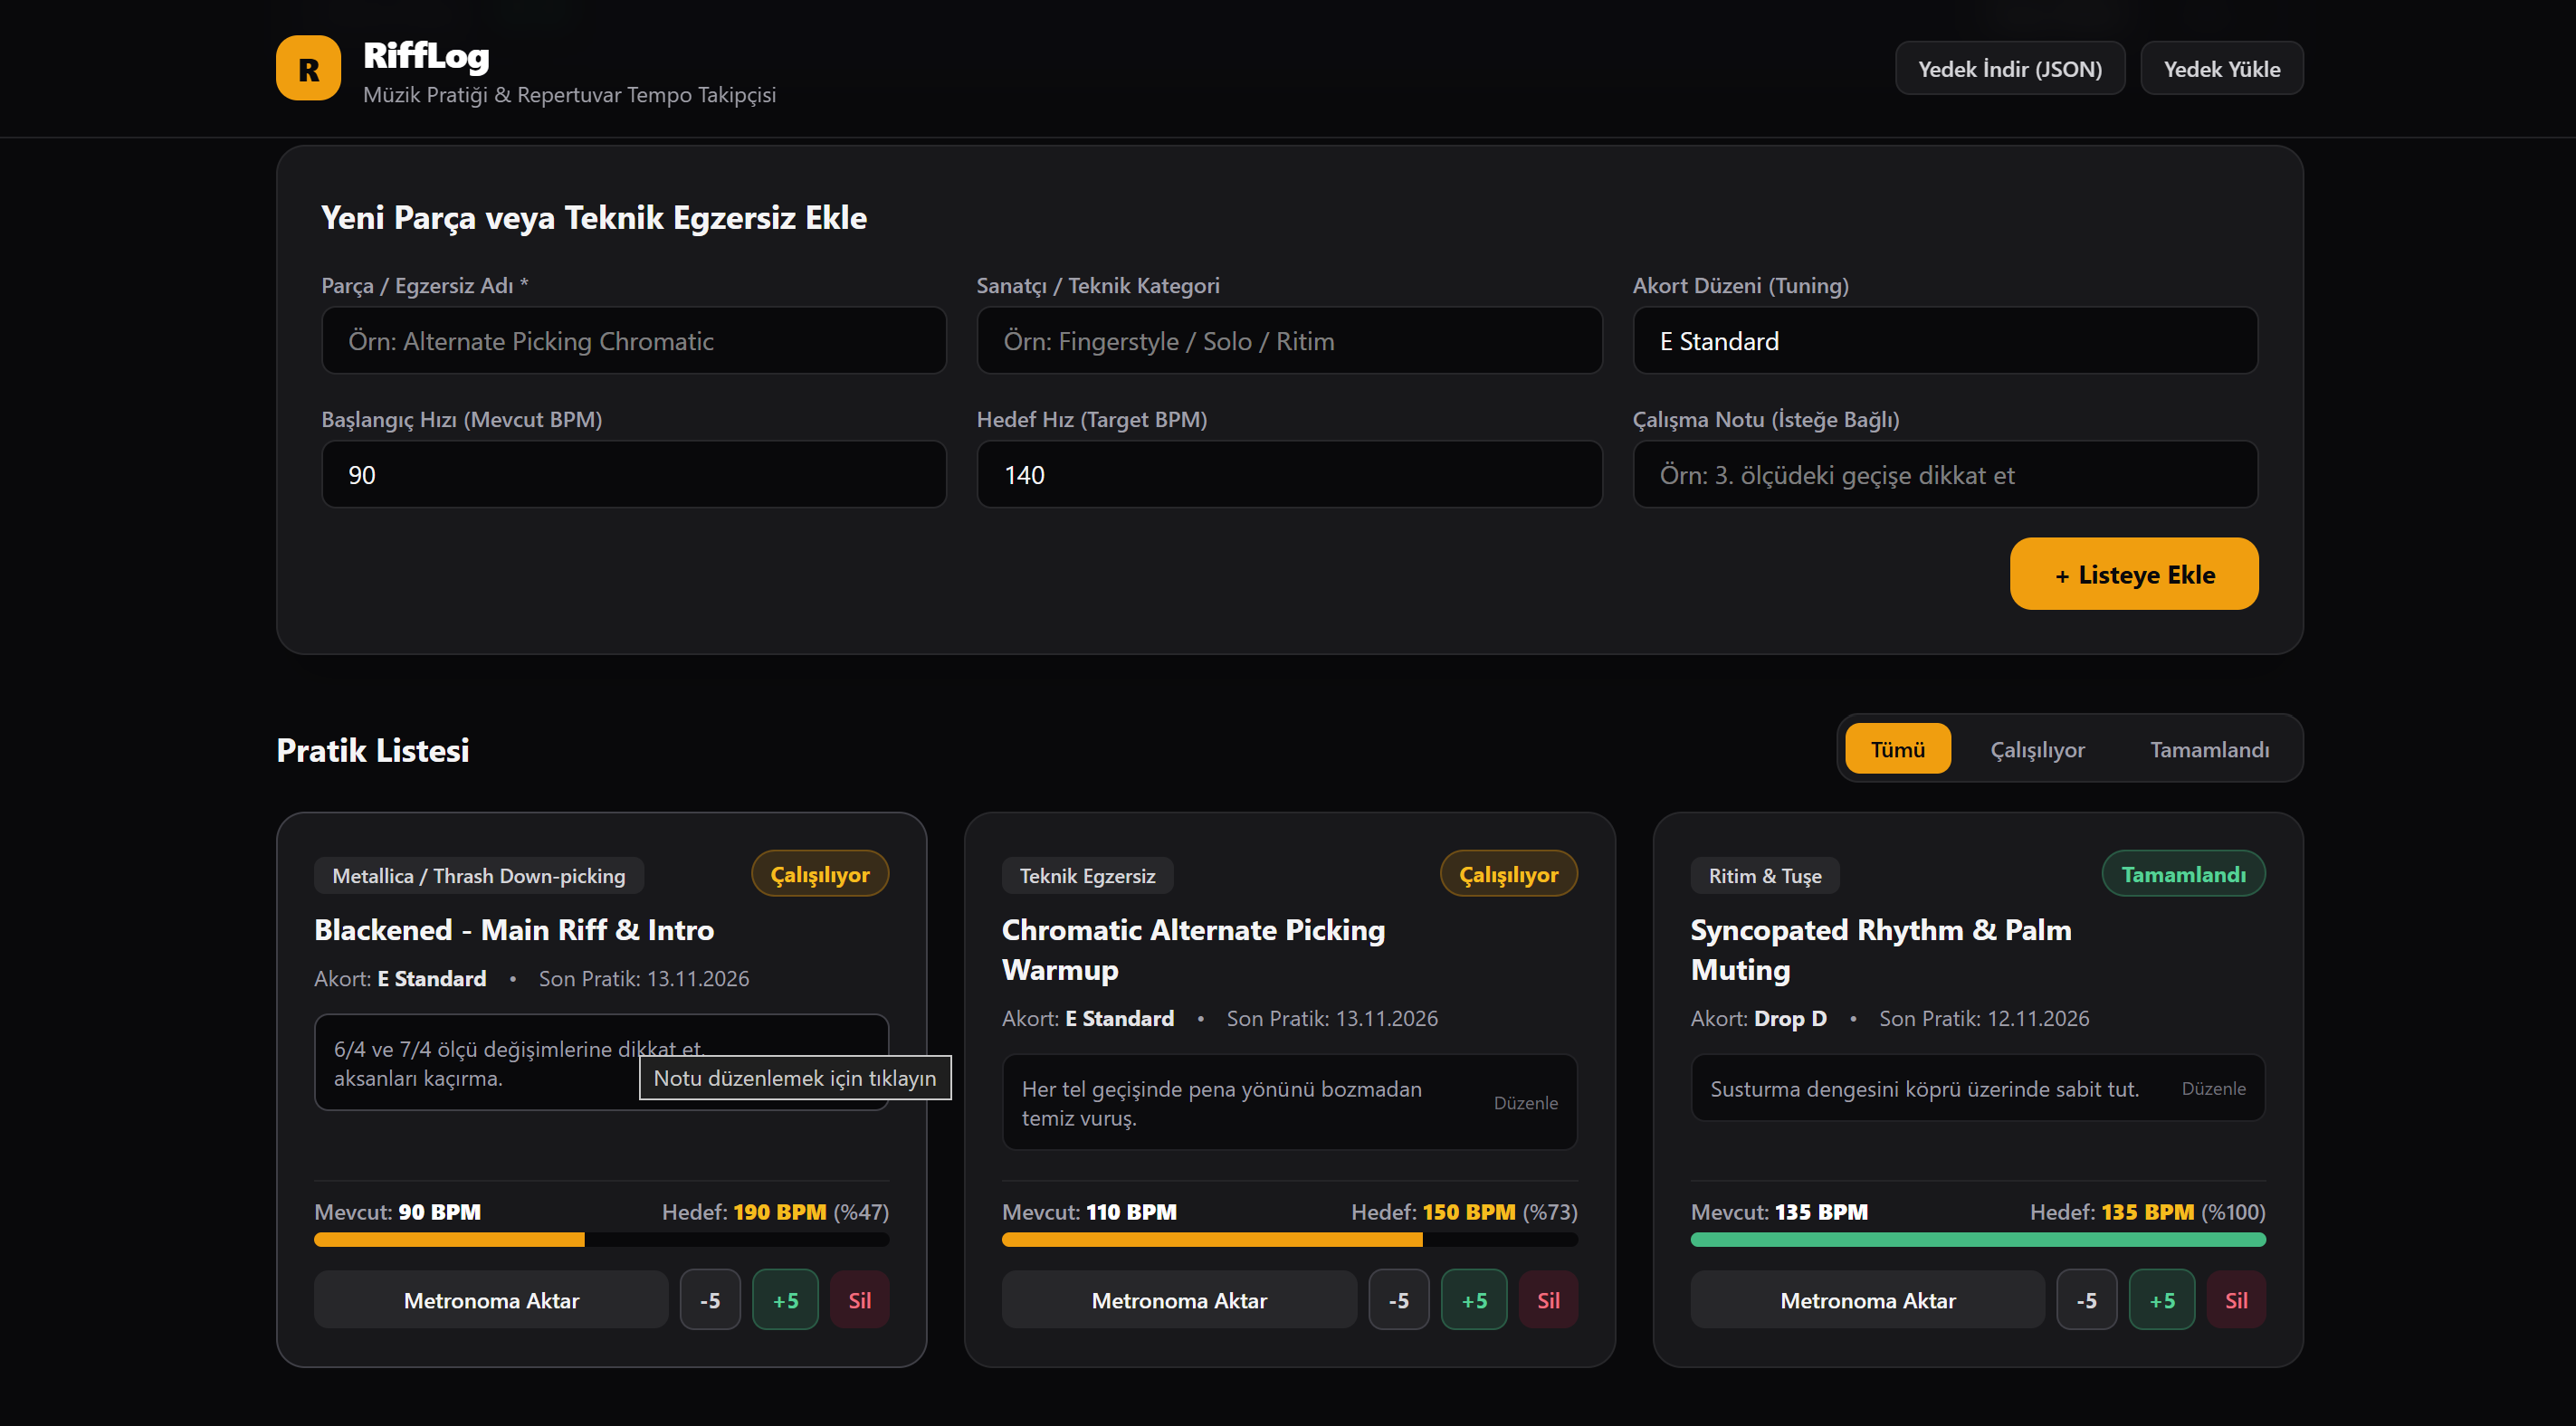 R
RiffLog
Müzik Pratiği & Repertuvar Tempo Takipçisi
Yedek İndir (JSON)
Yedek Yükle
Yeni Parça veya Teknik Egzersiz Ekle
Parça / Egzersiz Adı *
Sanatçı / Teknik Kategori
Akort Düzeni (Tuning)
Örn: Alternate Picking Chromatic
Örn: Fingerstyle / Solo / Ritim
E Standard
Başlangıç Hızı (Mevcut BPM)
Hedef Hız (Target BPM)
Çalışma Notu (İsteğe Bağlı)
90
140
Örn: 3. ölçüdeki geçişe dikkat et
+ Listeye Ekle
Pratik Listesi
Tümü
Çalışılıyor
Tamamlandı
Metallica / Thrash Down-picking
Çalışılıyor
Blackened - Main Riff & Intro
Akort: E Standard • Son Pratik: 13.11.2026
6/4 ve 7/4 ölçü değişimlerine dikkat et,
aksanları kaçırma.
Notu düzenlemek için tıklayın
Mevcut: 90 BPM
Hedef: 190 BPM (%47)
Metronoma Aktar
-5
+5
Sil
Teknik Egzersiz
Çalışılıyor
Chromatic Alternate Picking
Warmup
Akort: E Standard • Son Pratik: 13.11.2026
Her tel geçişinde pena yönünü bozmadan
temiz vuruş.
Düzenle
Mevcut: 110 BPM
Hedef: 150 BPM (%73)
Metronoma Aktar
-5
+5
Sil
Ritim & Tuşe
Tamamlandı
Syncopated Rhythm & Palm
Muting
Akort: Drop D • Son Pratik: 12.11.2026
Susturma dengesini köprü üzerinde sabit tut.
Düzenle
Mevcut: 135 BPM
Hedef: 135 BPM (%100)
Metronoma Aktar
-5
+5
Sil